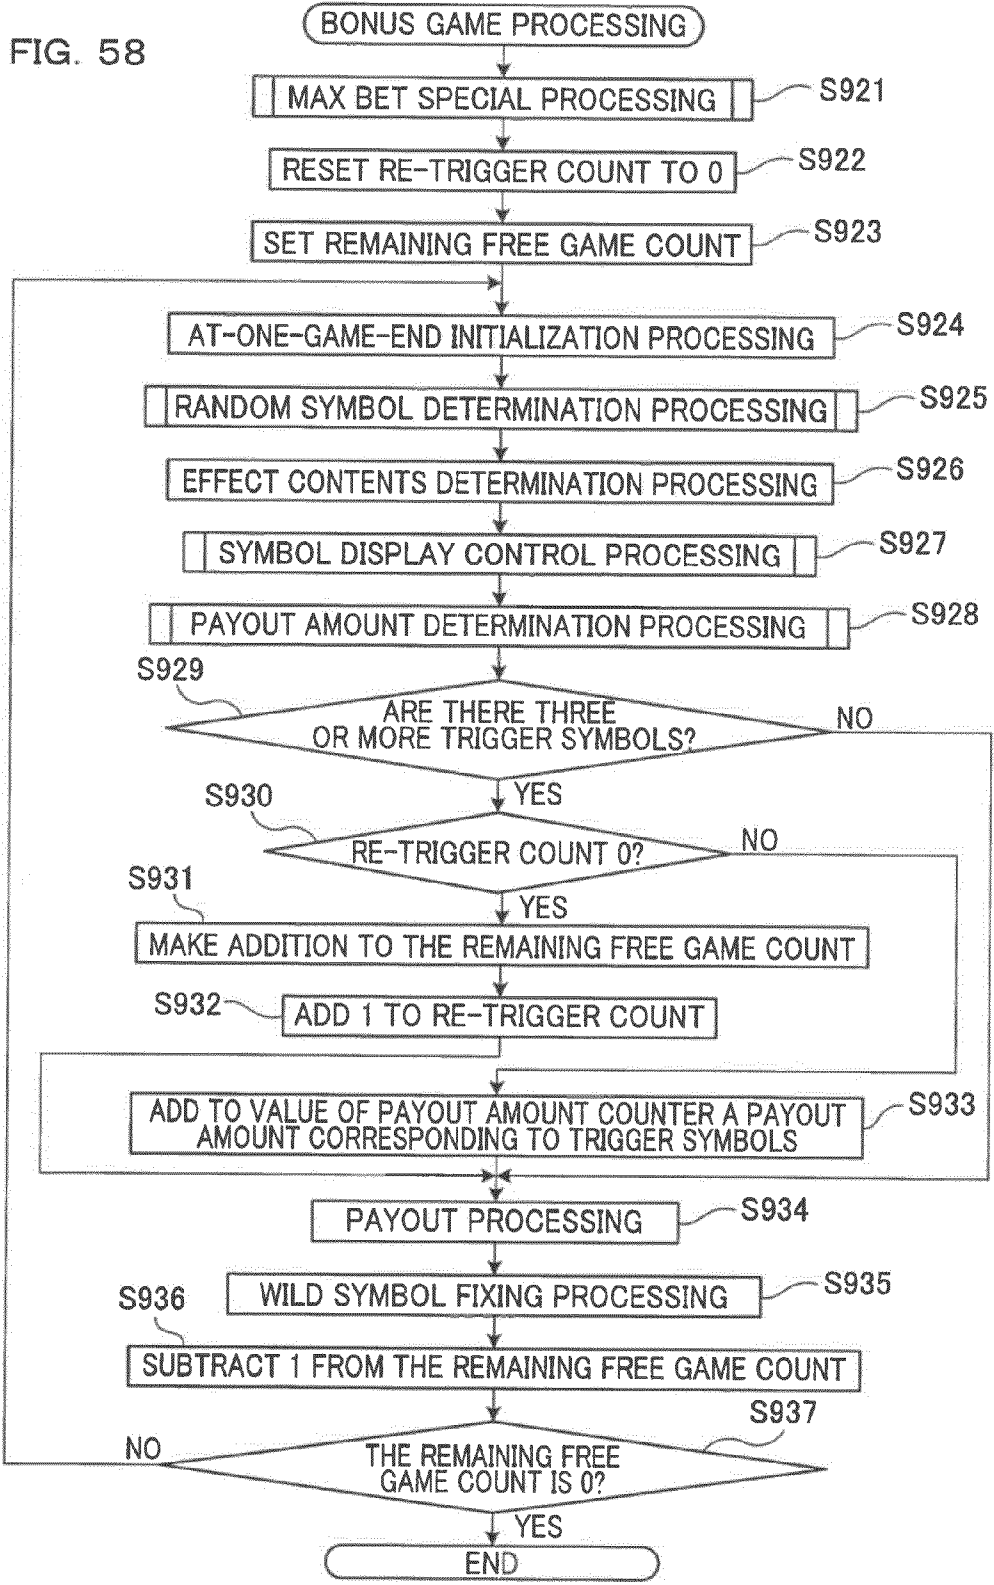 FIG. 58
BONUS GAME PROCESSING
MAX BET SPECIAL PROCESSING
S921
RESET RE-TRIGGER COUNT TO 0
S922
SET REMAINING FREE GAME COUNT
S923
AT-ONE-GAME-END INITIALIZATION PROCESSING
S924
RANDOM SYMBOL DETERMINATION PROCESSING
S925
EFFECT CONTENTS DETERMINATION PROCESSING
S926
SYMBOL DISPLAY CONTROL PROCESSING
S927
PAYOUT AMOUNT DETERMINATION PROCESSING
S928
S929
ARE THERE THREE
OR MORE TRIGGER SYMBOLS?
NO
YES
S930
RE-TRIGGER COUNT 0?
NO
YES
S931
MAKE ADDITION TO THE REMAINING FREE GAME COUNT
S932
ADD 1 TO RE-TRIGGER COUNT
ADD TO VALUE OF PAYOUT AMOUNT COUNTER A PAYOUT
AMOUNT CORRESPONDING TO TRIGGER SYMBOLS
S933
PAYOUT PROCESSING
S934
WILD SYMBOL FIXING PROCESSING
S935
S936
SUBTRACT 1 FROM THE REMAINING FREE GAME COUNT
S937
NO
THE REMAINING FREE
GAME COUNT IS 0?
YES
END